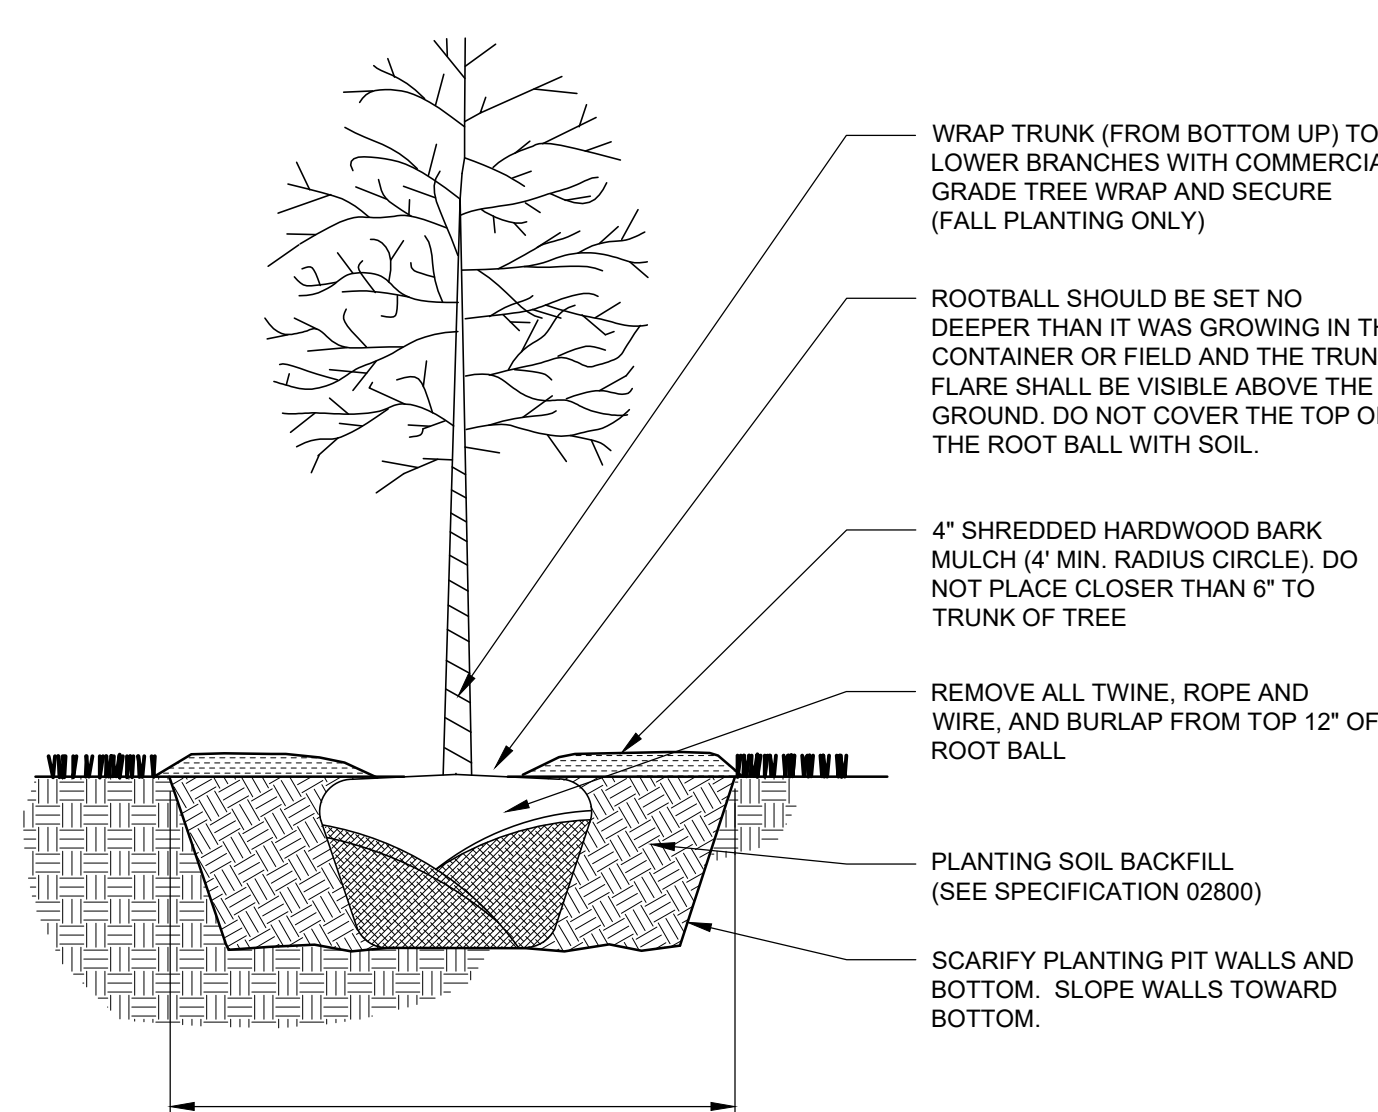 WRAP TRUNK (FROM BOTTOM UP) TO
LOWER BRANCHES WITH COMMERCIA
GRADE TREE WRAP AND SECURE
(FALL PLANTING ONLY)
ROOTBALL SHOULD BE SET NO
DEEPER THAN IT WAS GROWING IN TH
CONTAINER OR FIELD AND THE TRUN
FLARE SHALL BE VISIBLE ABOVE THE
GROUND. DO NOT COVER THE TOP OF
THE ROOT BALL WITH SOIL.
4" SHREDDED HARDWOOD BARK
MULCH (4' MIN. RADIUS CIRCLE). DO
NOT PLACE CLOSER THAN 6" TO
TRUNK OF TREE
REMOVE ALL TWINE, ROPE AND
WIRE, AND BURLAP FROM TOP 12" OF
ROOT BALL
PLANTING SOIL BACKFILL
(SEE SPECIFICATION 02800)
SCARIFY PLANTING PIT WALLS AND
BOTTOM. SLOPE WALLS TOWARD
BOTTOM.